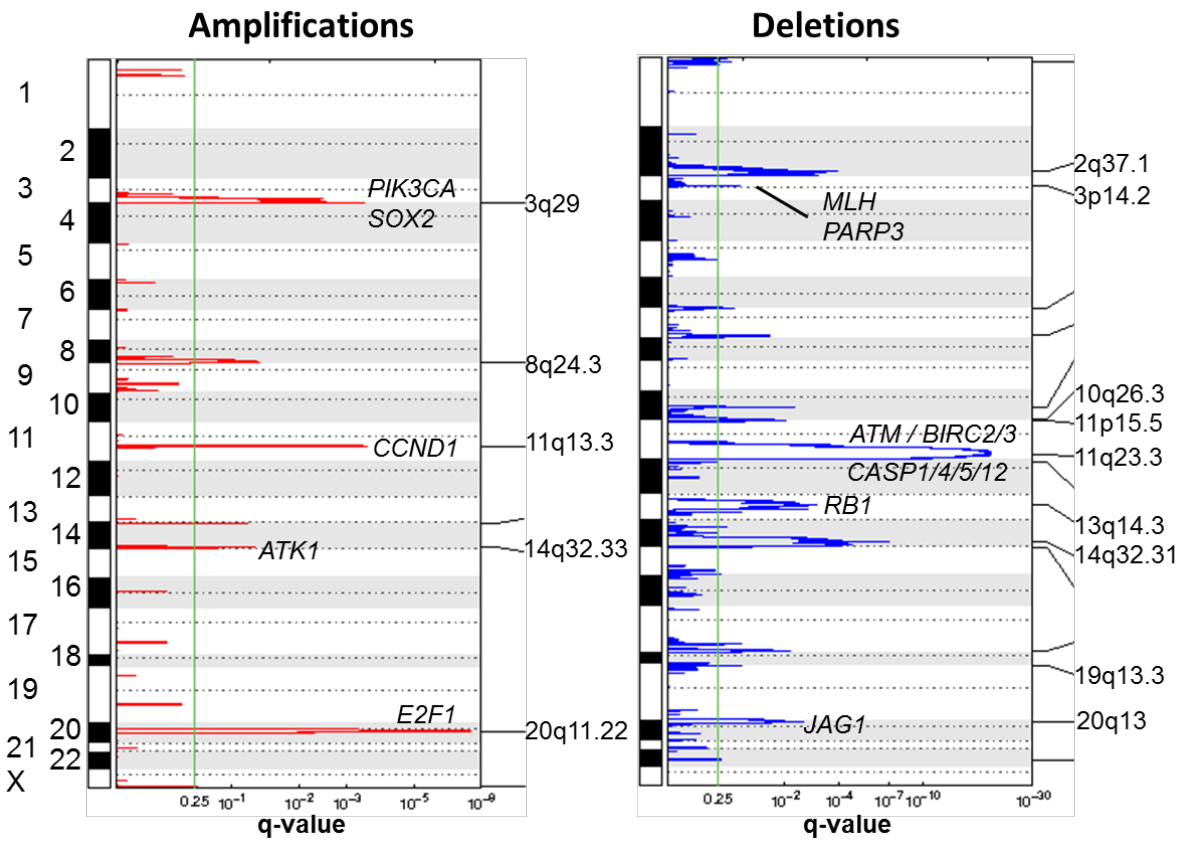 Amplifications
Deletions
1
2
3
4
5
6
7
8
9
10
11
12
13
14
15
16
17
18
19
20
21
22
X
PIK3CA
SOX2
CCND1
ATK1
E2F1
3q29
8q24.3
11q13.3
14q32.33
20q11.22
0.25
10-1
10-2
10-3
10-5
10-9
q-value
MLH
PARP3
ATM / BIRC2/3
CASP1/4/5/12
RB1
JAG1
2q37.1
3p14.2
10q26.3
11p15.5
11q23.3
13q14.3
14q32.31
19q13.3
20q13
0.25
10-2
10-4
10-7
10-10
10-30
q-value